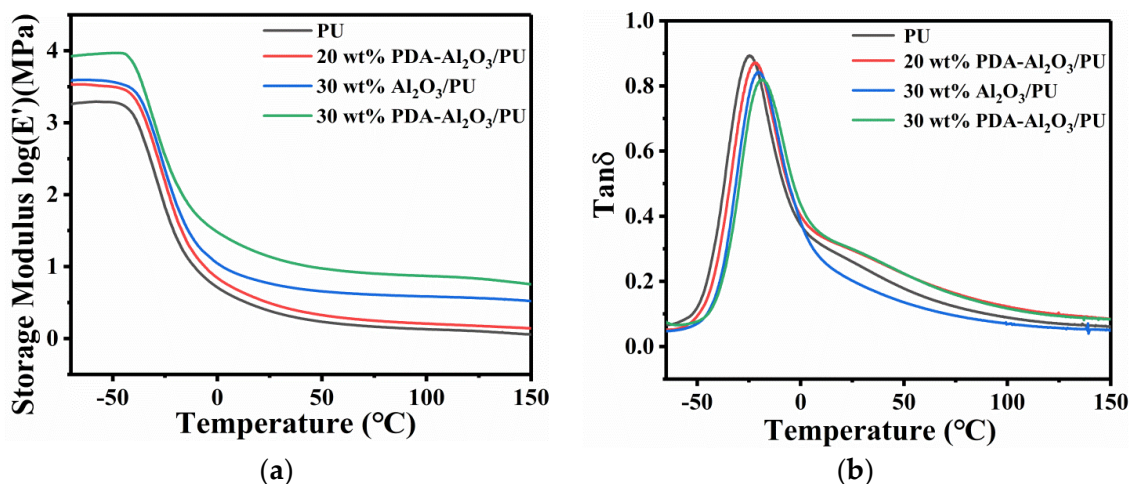 Storage Modulus log(E')(MPa)
4
3
2
1
0
PU
20 wt% PDA-Al₂O₃/PU
30 wt% Al₂O₃/PU
30 wt% PDA-Al₂O₃/PU
-50
0
50
100
150
Temperature (°C)
(a)
Tanδ
1.0
0.8
0.6
0.4
0.2
0.0
PU
20 wt% PDA-Al₂O₃/PU
30 wt% Al₂O₃/PU
30 wt% PDA-Al₂O₃/PU
-50
0
50
100
150
Temperature (°C)
(b)